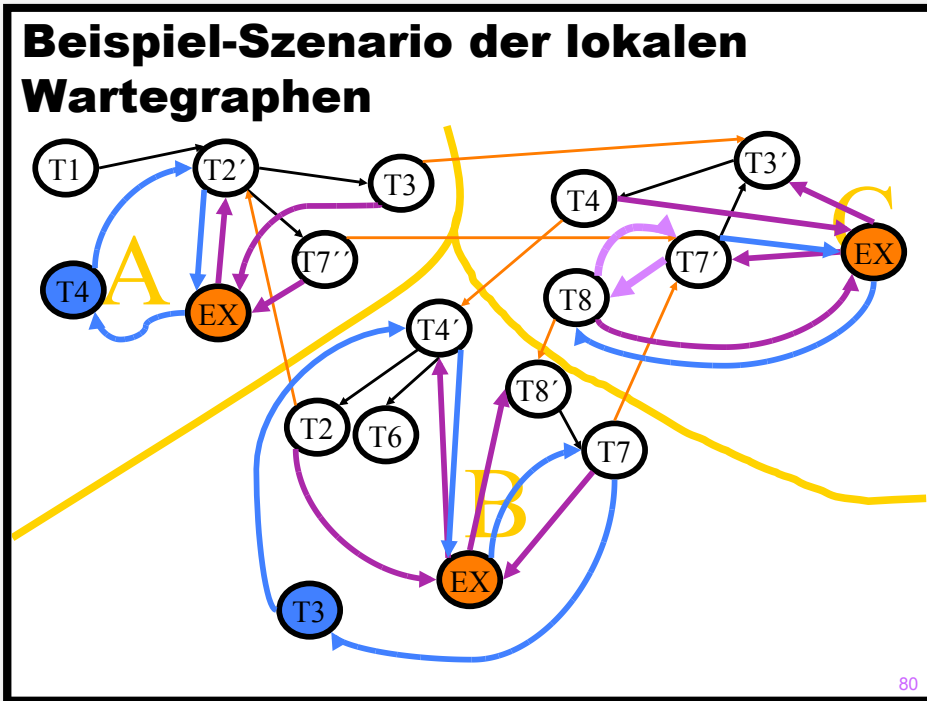 Beispiel-Szenario der lokalen
Wartegraphen
T1
T2´
T3
T7´´
T4
A
EX
T3´
T4
C
T7´
EX
T8
T4´
T8´
T2
T6
T7
B
EX
T3
80